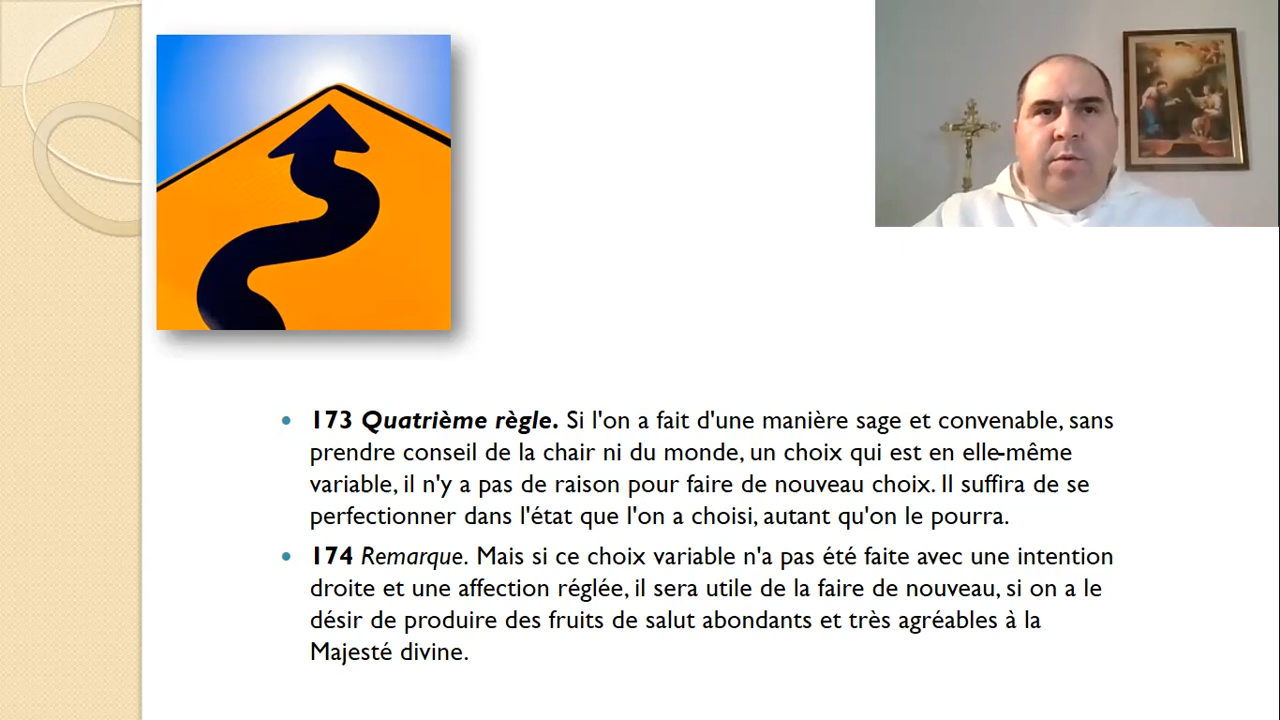 173 Quatrième règle. Si l'on a fait d'une manière sage et convenable, sans
prendre conseil de la chair ni du monde, un choix qui est en elle-même
variable, il n'y a pas de raison pour faire de nouveau choix. Il suffira de se
perfectionner dans l'état que l'on a choisi, autant qu'on le pourra.
174 Remarque. Mais si ce choix variable n'a pas été faite avec une intention
droite et une affection réglée, il sera utile de la faire de nouveau, si on a le
désir de produire des fruits de salut abondants et très agréables à la
Majesté divine.